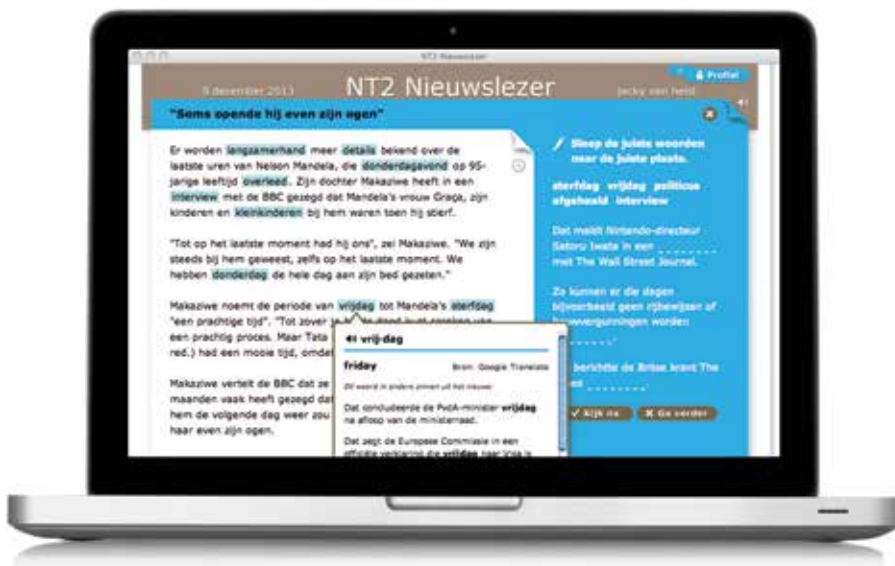 NT2 Nieuwslezer
Profiel
9 december 2013
NT2 Nieuwslezer
Jacky van
"Soms opende hij even zijn ogen"
Er worden langzamerhand meer details bekend over de
laatste uren van Nelson Mandela, die donderdagavond op 95-
jarige leeftijd overleed. Zijn dochter Makaziwe heeft in een
interview met de BBC gezegd dat Mandela's vrouw Graça, zijn
kinderen en kleinkinderen bij hem waren toen hij stierf.
"Tot op het laatste moment had hij ons", zei Makaziwe. "We zijn
steeds bij hem geweest, zelfs op het laatste moment. We
hebben donderdag de hele dag aan zijn bed gezeten."
Makaziwe noemt de periode van vrijdag tot Mandela's sterfdag
"een prachtige tijd". "Tot zover je
een prachtig proces. Maar Tata
red.) had een mooie tijd, omdat
Makaziwe vertelt de BBC dat ze
maanden vaak heeft gezegd dat
hem de volgende dag weer zou
haar even zijn ogen.
vrij·dag
friday
Bron: Google Translate
Dit woord in andere zinnen uit het nieuws:
Dat concludeerde de PvdA-minister vrijdag
na afloop van de ministerraad.
Dat zegt de Europese Commissie in een
officiële verklaring die vrijdag naar
Sleep de juiste woorden
naar de juiste plaats.
sterfdag vrijdag politicus
afgehaald interview
Dat meldt Nintendo-directeur
Satoru Iwata in een _ _ _ _ _ _ _ _
met The Wall Street Journal.
Zo kunnen er die dagen
bijvoorbeeld geen rijbewijzen of
bouwvergunningen worden
_ _ _ _ _ _ _.
berichtte de Britse krant The
_ _ _ _ _ _ _ _.
Kijk na
Ga verder